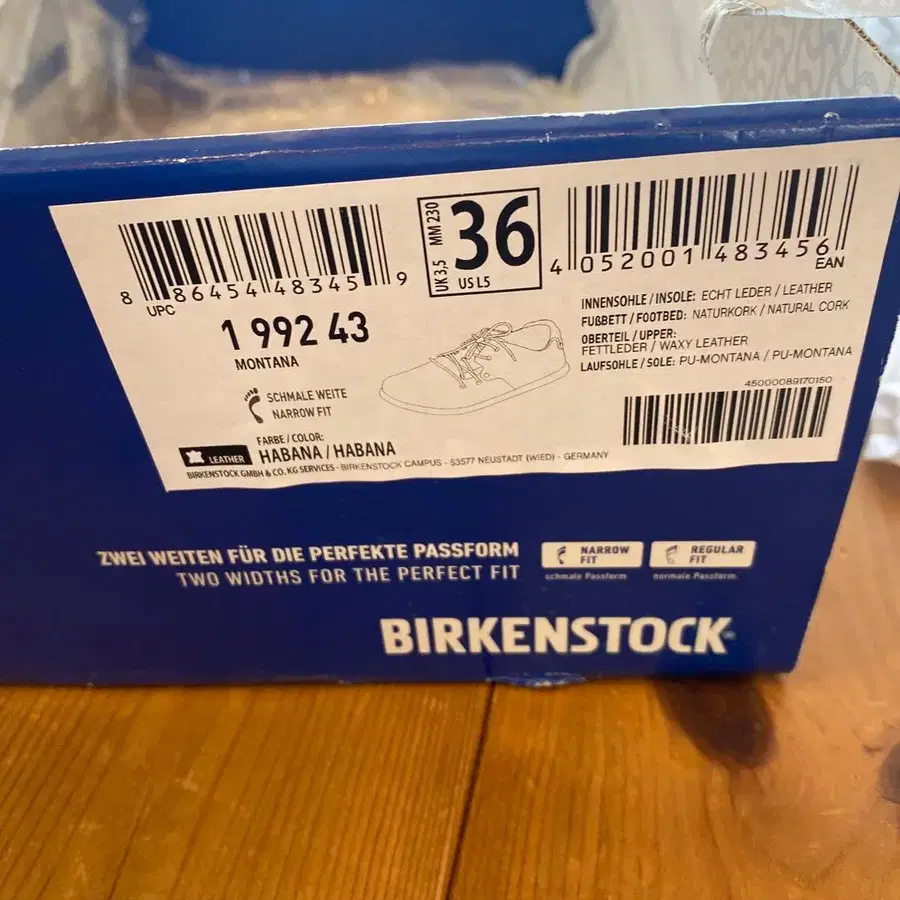 8 86454 48345 9
UPC
UK 3,5 MM 230
36
US L5
4 052001 483456
EAN
1 992 43
MONTANA
SCHMALE WEITE
NARROW FIT
INNENSOHLE / INSOLE: ECHT LEDER / LEATHER
FUßBETT / FOOTBED: NATURKORK / NATURAL CORK
OBERTEIL / UPPER:
FETTLEDER / WAXY LEATHER
LAUFSOHLE / SOLE: PU-MONTANA / PU-MONTANA
45000089170150
LEATHER
FARBE / COLOR:
HABANA / HABANA
BIRKENSTOCK GMBH & CO. KG SERVICES - BIRKENSTOCK CAMPUS - 53577 NEUSTADT (WIED) - GERMANY
ZWEI WEITEN FÜR DIE PERFEKTE PASSFORM
TWO WIDTHS FOR THE PERFECT FIT
NARROW
FIT
schmale Passform
REGULAR
FIT
normale Passform
BIRKENSTOCK